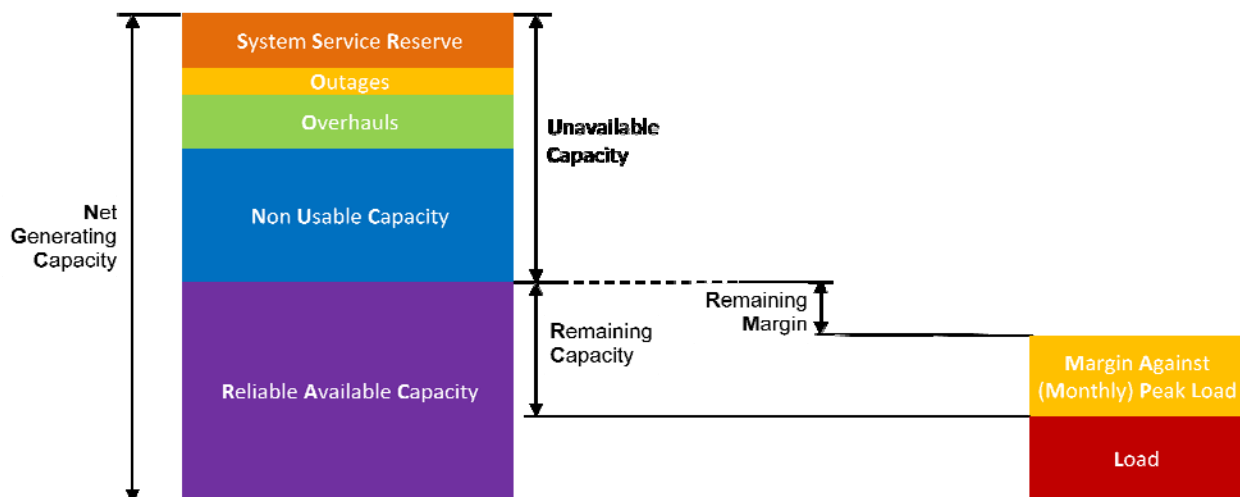 System Service Reserve
Outages
Overhauls
Unavailable
Capacity
Non Usable Capacity
Net
Generating
Capacity
Remaining
Margin
Remaining
Capacity
Reliable Available Capacity
Margin Against
(Monthly) Peak Load
Load